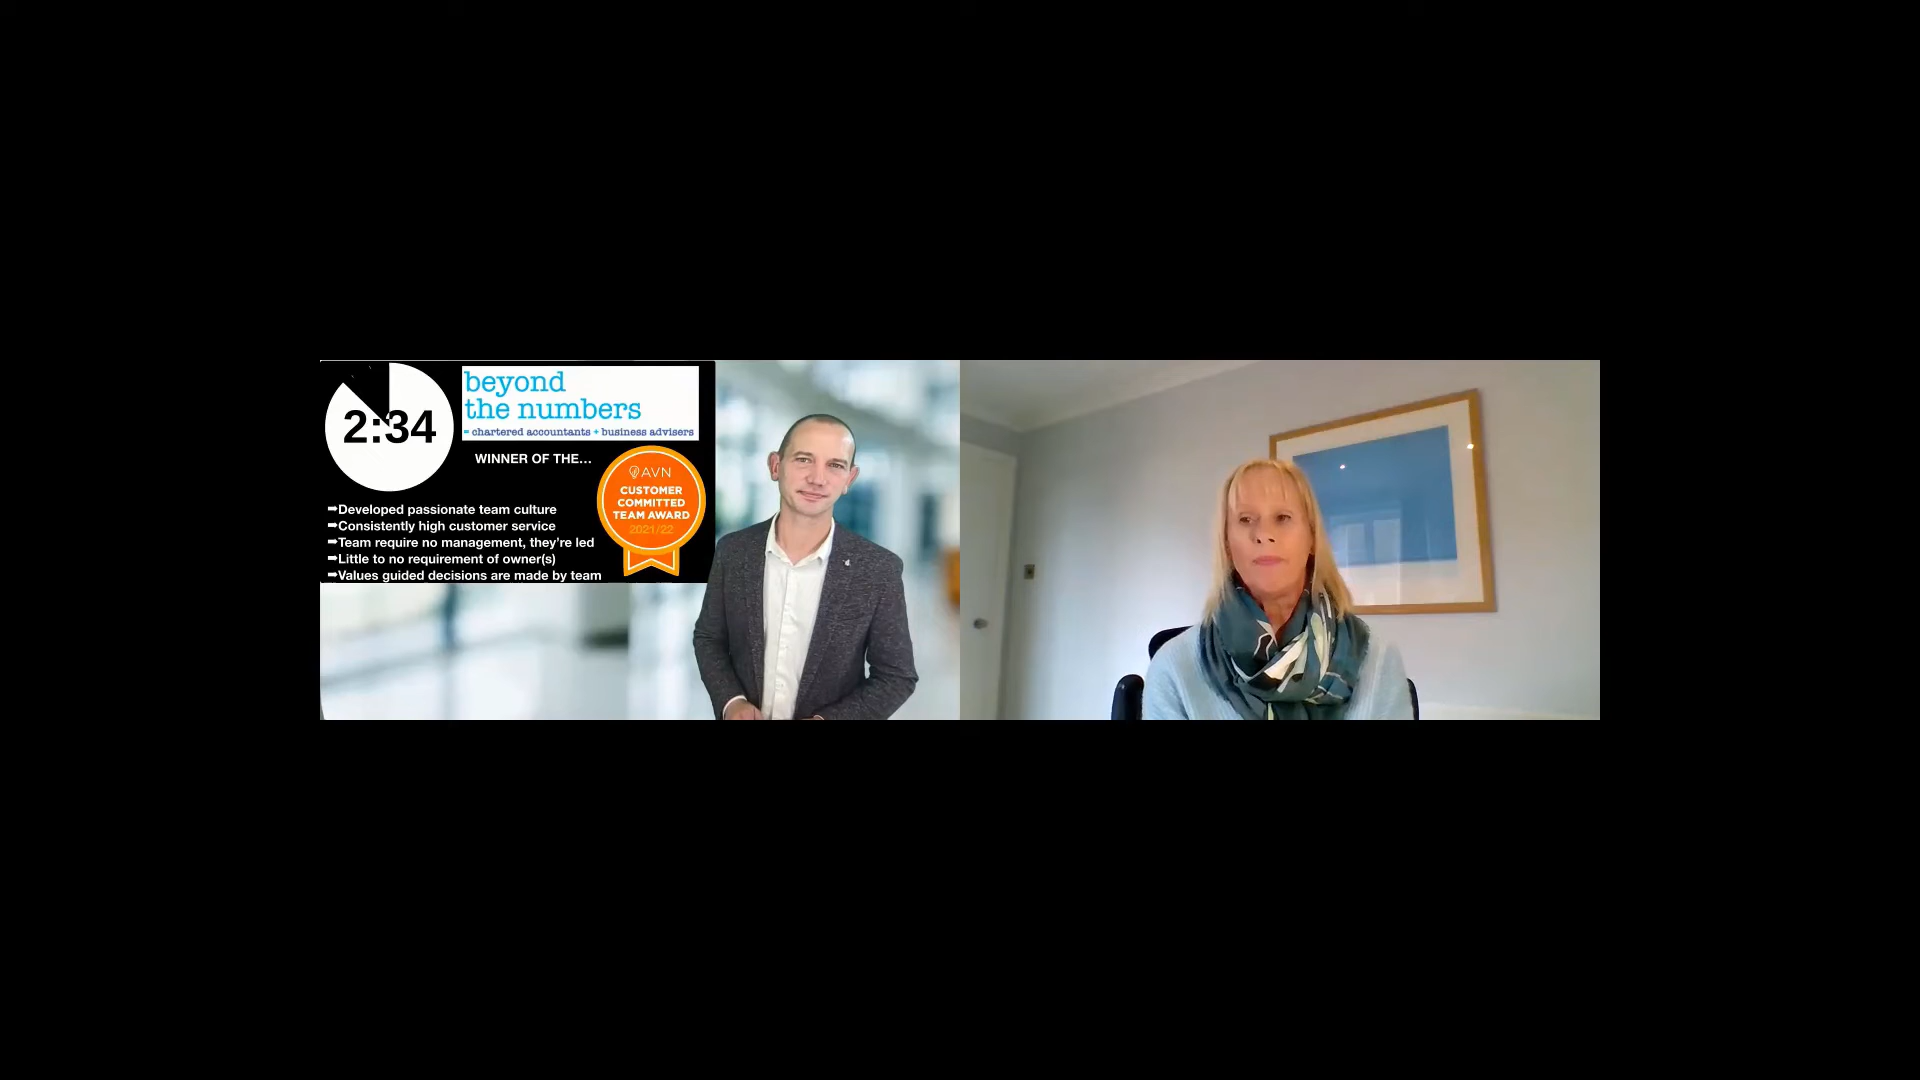 2:34
beyond
the numbers
= chartered accountants + business advisers
WINNER OF THE...
AVN
CUSTOMER
COMMITTED
TEAM AWARD
2021/22
➡Developed passionate team culture
➡Consistently high customer service
➡Team require no management, they're led
➡Little to no requirement of owner(s)
➡Values guided decisions are made by team